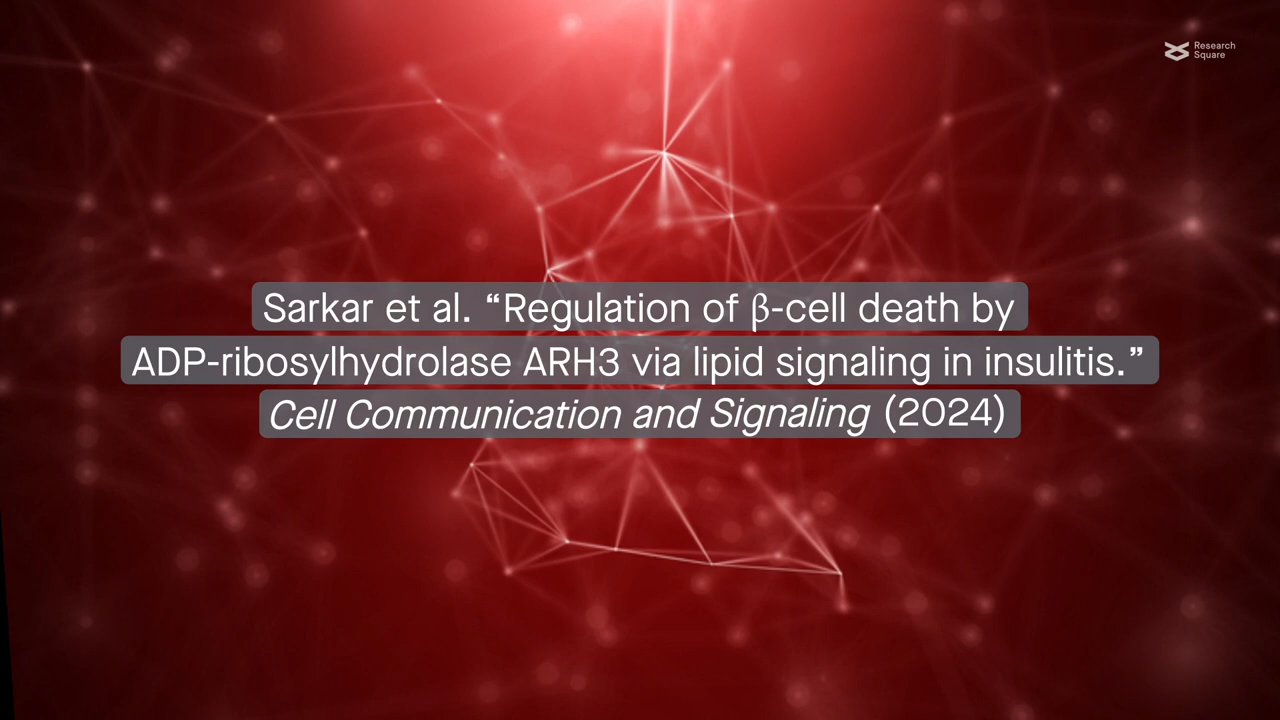 Research
Square
Sarkar et al. “Regulation of β-cell death by
ADP-ribosylhydrolase ARH3 via lipid signaling in insulitis.”
Cell Communication and Signaling (2024)